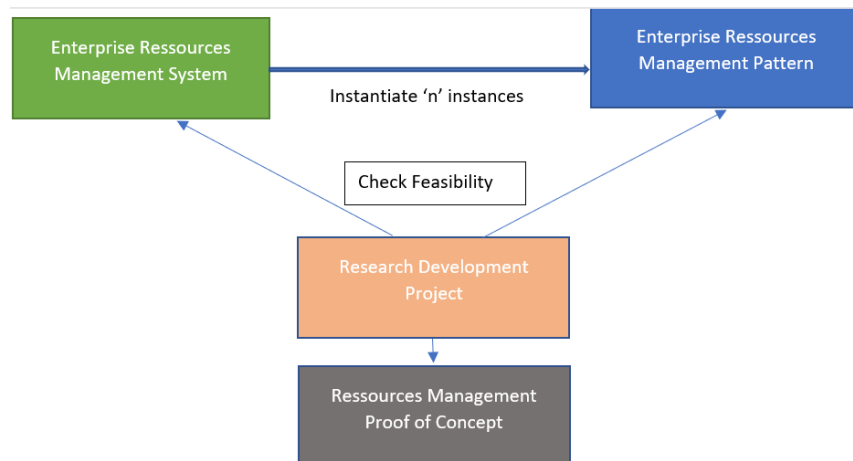 Enterprise Ressources
Management System
Enterprise Ressources
Management Pattern
Instantiate ‘n’ instances
Check Feasibility
Research Development
Project
Ressources Management
Proof of Concept